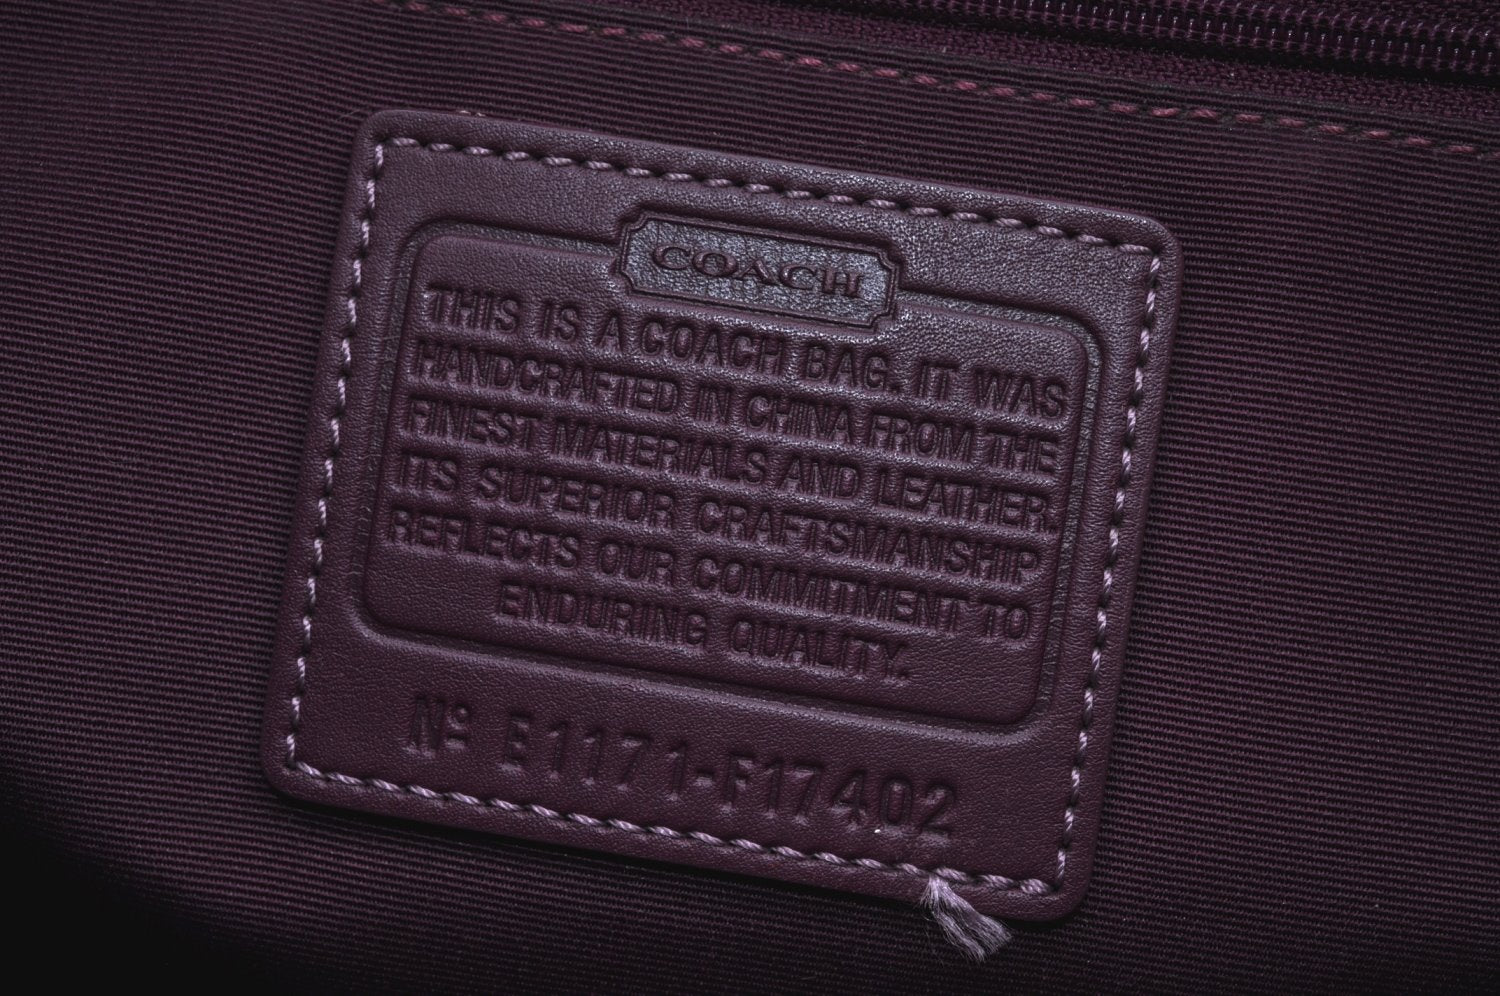 COACH
THIS IS A COACH BAG. IT WAS
HANDCRAFTED IN CHINA FROM THE
FINEST MATERIALS AND LEATHER.
ITS SUPERIOR CRAFTSMANSHIP
REFLECTS OUR COMMITMENT TO
ENDURING QUALITY.
Nº E1171-F17402